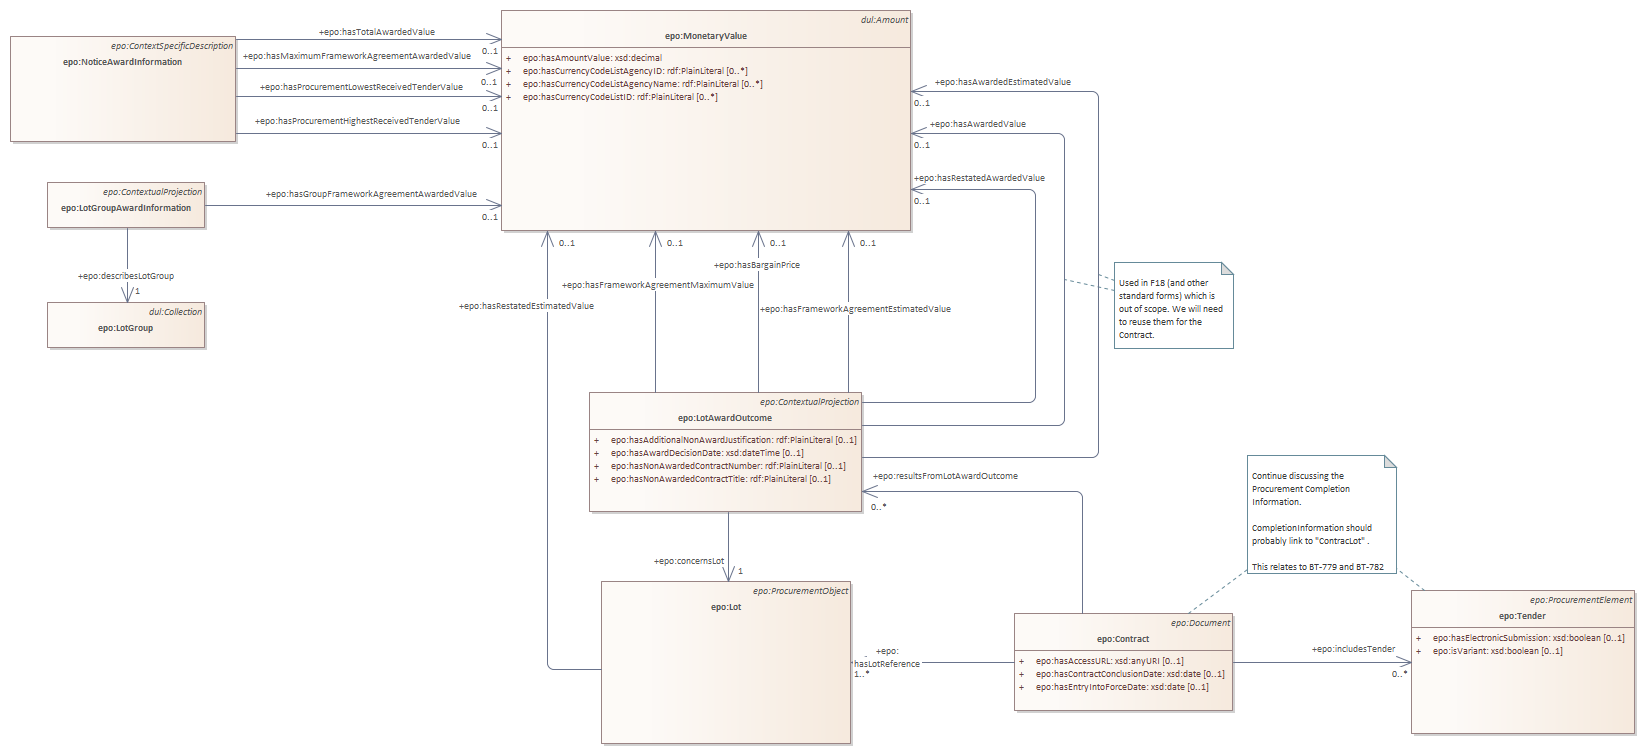 epo:ContextSpecificDescription
epo:NoticeAwardInformation
+epo:hasTotalAwardedValue
0..1
+epo:hasMaximumFrameworkAgreementAwardedValue
0..1
+epo:hasProcurementLowestReceivedTenderValue
0..1
+epo:hasProcurementHighestReceivedTenderValue
0..1
dul:Amount
epo:MonetaryValue
+ epo:hasAmountValue: xsd:decimal
+ epo:hasCurrencyCodeListAgencyID: rdf:PlainLiteral [0..*]
+ epo:hasCurrencyCodeListAgencyName: rdf:PlainLiteral [0..*]
+ epo:hasCurrencyCodeListID: rdf:PlainLiteral [0..*]
+epo:hasAwardedEstimatedValue
0..1
+epo:hasAwardedValue
0..1
+epo:hasRestatedAwardedValue
0..1
epo:ContextualProjection
epo:LotGroupAwardInformation
+epo:hasGroupFrameworkAgreementAwardedValue
0..1
+epo:describesLotGroup
1
dul:Collection
epo:LotGroup
0..1
0..1
0..1
0..1
+epo:hasBargainPrice
+epo:hasFrameworkAgreementMaximumValue
+epo:hasRestatedEstimatedValue
+epo:hasFrameworkAgreementEstimatedValue
Used in F18 (and other
standard forms) which is
out of scope. We will need
to reuse them for the
Contract.
epo:ContextualProjection
epo:LotAwardOutcome
+ epo:hasAdditionalNonAwardJustification: rdf:PlainLiteral [0..1]
+ epo:hasAwardDecisionDate: xsd:dateTime [0..1]
+ epo:hasNonAwardedContractNumber: rdf:PlainLiteral [0..1]
+ epo:hasNonAwardedContractTitle: rdf:PlainLiteral [0..1]
+epo:resultsFromLotAwardOutcome
0..*
Continue discussing the
Procurement Completion
Information.
CompletionInformation should
probably link to "ContracLot" .
This relates to BT-779 and BT-782
+epo:concernsLot
1
epo:ProcurementObject
epo:Lot
+epo:
hasLotReference
1..*
epo:Document
epo:Contract
+ epo:hasAccessURL: xsd:anyURI [0..1]
+ epo:hasContractConclusionDate: xsd:date [0..1]
+ epo:hasEntryIntoForceDate: xsd:date [0..1]
+epo:includesTender
0..*
epo:ProcurementElement
epo:Tender
+ epo:hasElectronicSubmission: xsd:boolean [0..1]
+ epo:isVariant: xsd:boolean [0..1]